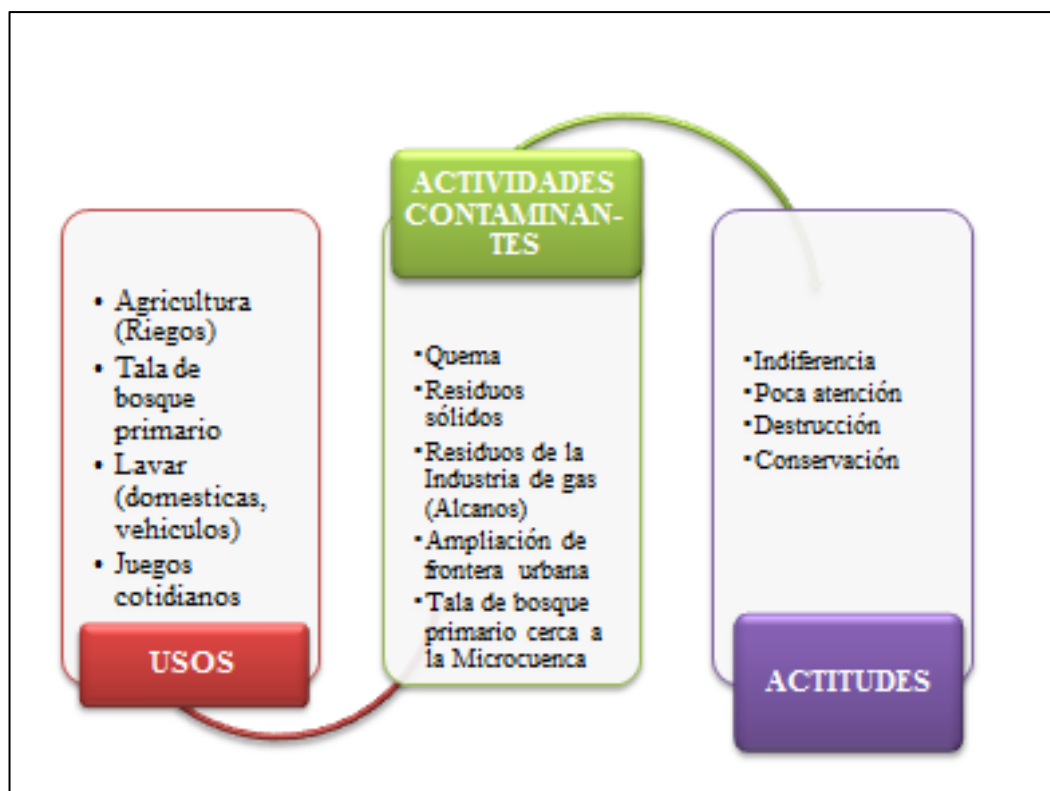 • Agricultura
(Riegos)
• Tala de
bosque
primario
• Lavar
(domesticas,
vehiculos)
• Juegos
cotidianos
USOS
ACTIVIDADES
CONTAMINAN-
TES
•Quema
•Residuos
sólidos
•Residuos de la
Industria de gas
(Alcanos)
•Ampliación de
frontera urbana
•Tala de bosque
primario cerca a
la Microcuenca
•Indiferencia
•Poca atención
•Destrucción
•Conservación
ACTITUDES